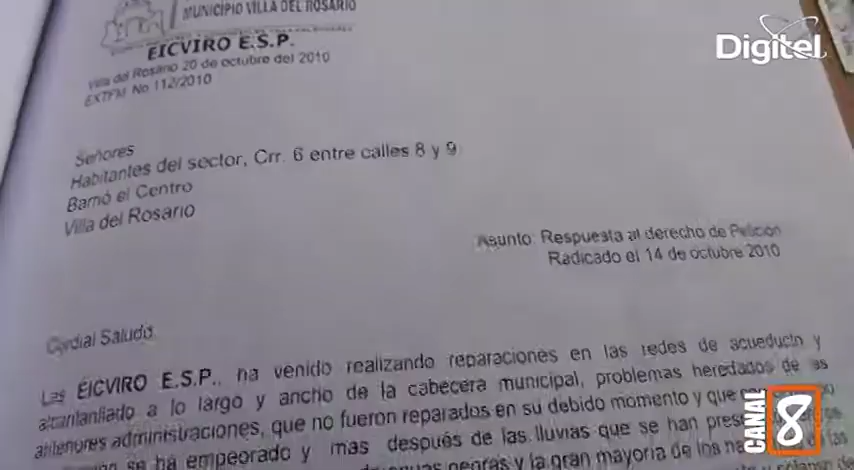 MUNICIPIO VILLA DEL ROSARIO
EICVIRO E.S.P.
Villa del Rosario 20 de octubre del 2010
EXTFM No 112/2010
Digitel
Señores
Habitantes del sector, Crr. 6 entre calles 8 y 9
Barrió el Centro
Villa del Rosario
Asunto: Respuesta al derecho de Petición
Radicado el 14 de octubre 2010
Cordial Saludo
Las EICVIRO E.S.P., ha venido realizando reparaciones en las redes de acueducto y
alcantarillado a lo largo y ancho de la cabecera municipal, problemas heredados de las
anteriores administraciones, que no fueron reparados en su debido momento y que
se ha empeorado y mas después de las lluvias que se han
negras y la gran mayoría de los
CANAL 8